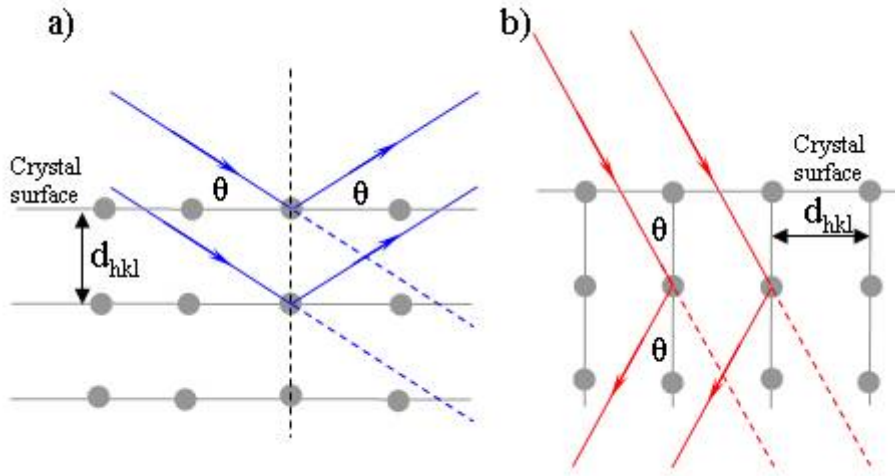 a)
Crystal
surface
θ
θ
d_hkl
b)
Crystal
surface
θ
d_hkl
θ